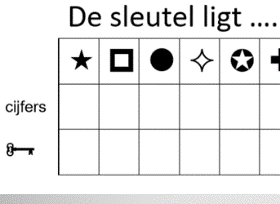 De sleutel ligt ....
cijfers